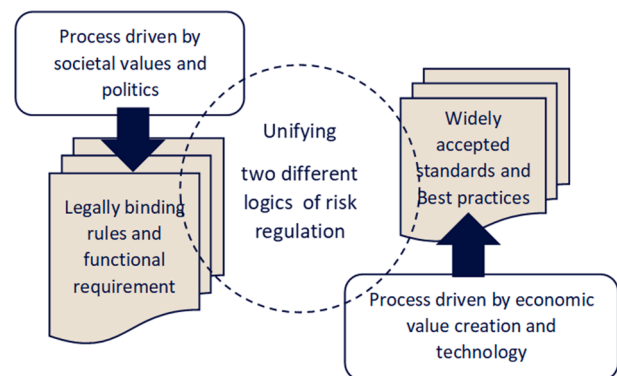 Process driven by
societal values and
politics
Legally binding
rules and
functional
requirement
Unifying
two different
logics of risk
regulation
Widely
accepted
standards and
Best practices
Process driven by economic
value creation and
technology